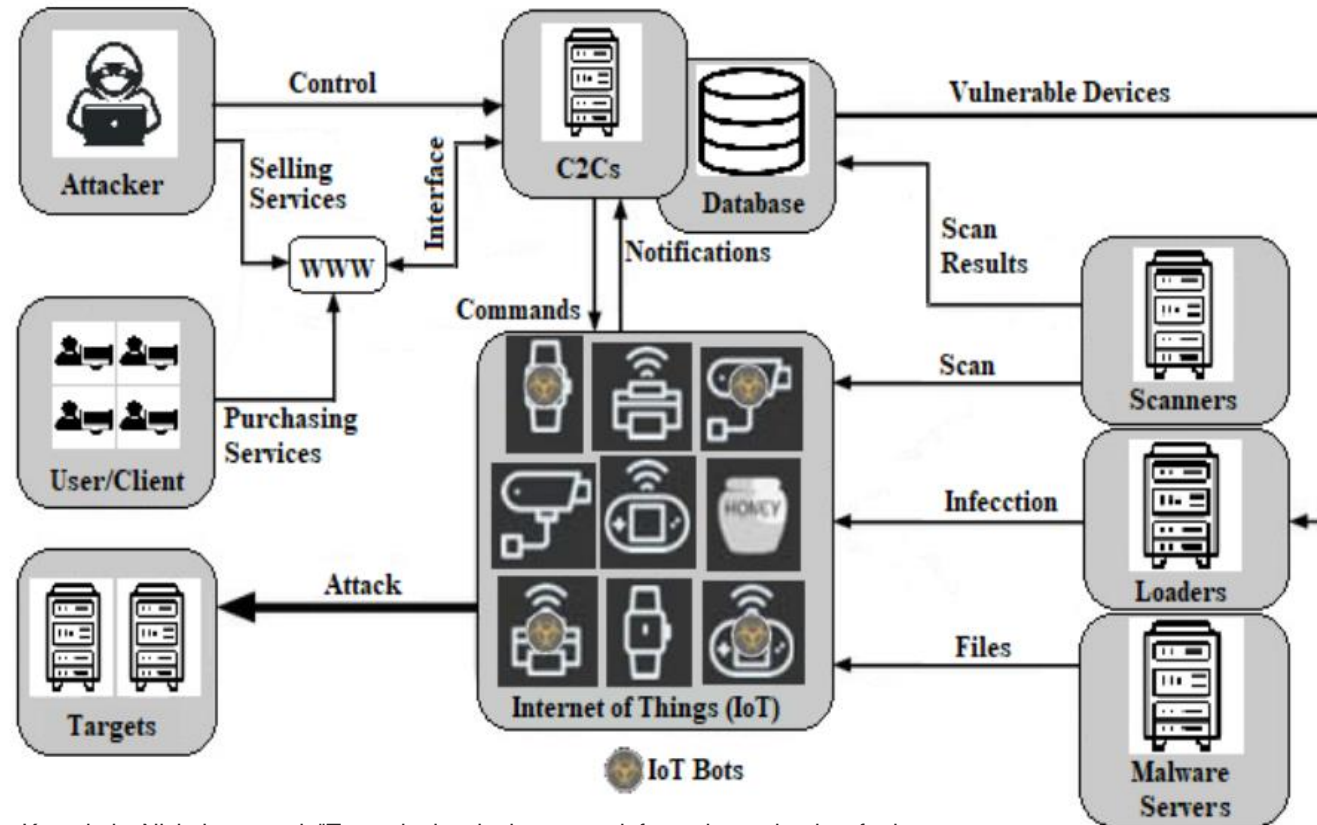 Attacker
Control
Selling
Services
WWW
Interface
C2Cs
Database
Vulnerable Devices
Notifications
Commands
Scan
Results
Scanners
Scan
User/Client
Purchasing
Services
Infecction
Loaders
HONEY
Attack
Targets
Files
Internet of Things (IoT)
IoT Bots
Malware
Servers